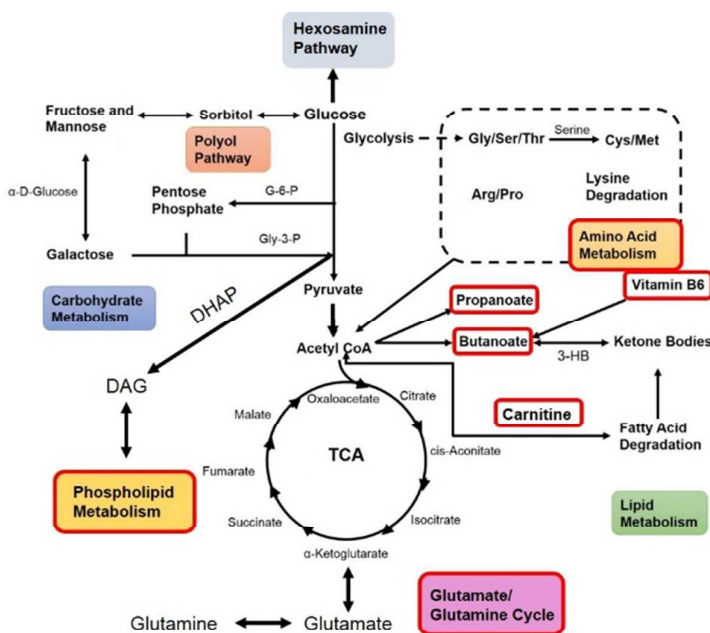 Hexosamine
Pathway
Fructose and
Mannose
Sorbitol
Glucose
Polyol
Pathway
Glycolysis
Gly/Ser/Thr
Serine
Cys/Met
α-D-Glucose
Pentose
Phosphate
G-6-P
Arg/Pro
Lysine
Degradation
Galactose
Gly-3-P
Amino Acid
Metabolism
Carbohydrate
Metabolism
DHAP
Pyruvate
Propanoate
Vitamin B6
Acetyl CoA
Butanoate
3-HB
Ketone Bodies
DAG
Oxaloacetate
Citrate
Malate
Carnitine
Fatty Acid
Degradation
TCA
cis-Aconitate
Phospholipid
Metabolism
Fumarate
Succinate
Isocitrate
Lipid
Metabolism
α-Ketoglutarate
Glutamate/
Glutamine Cycle
Glutamine
Glutamate